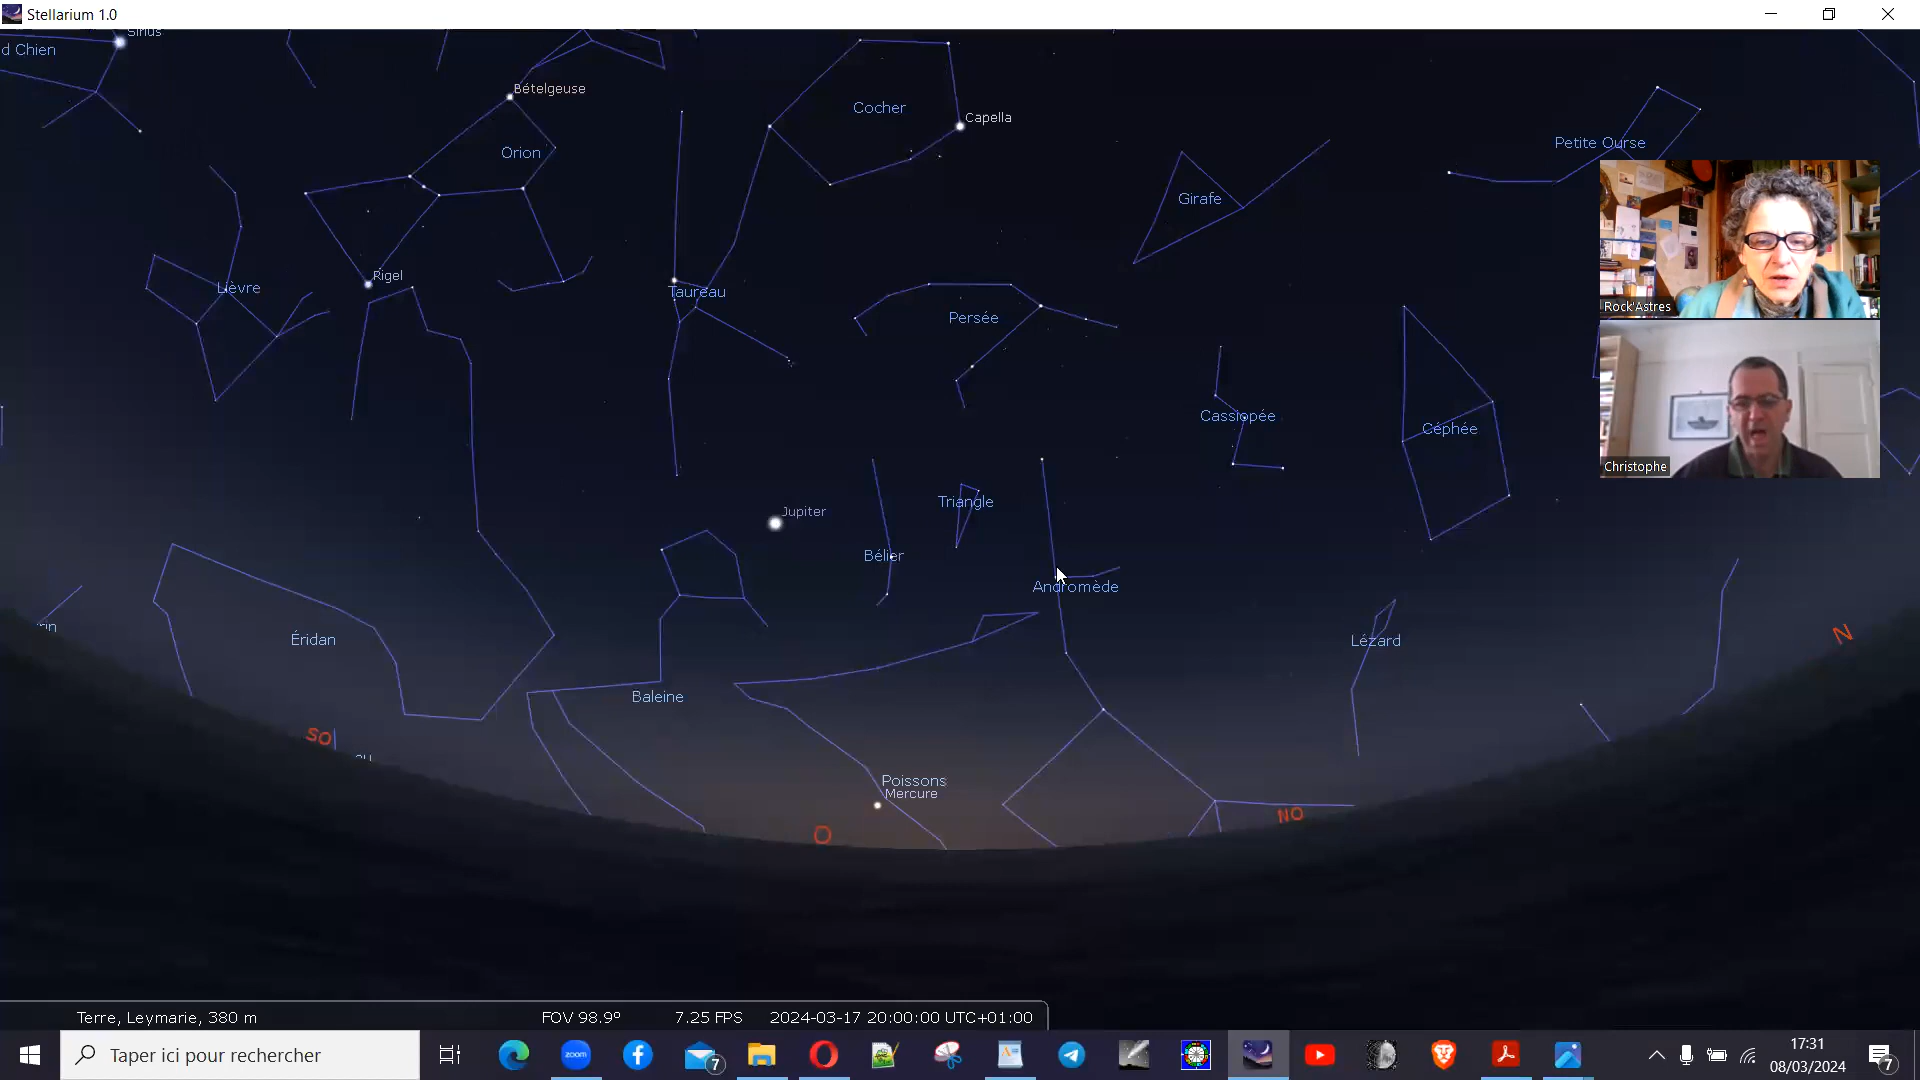 Stellarium 1.0
Sirius
d Chien
Bételgeuse
Cocher
Capella
Orion
Petite Ourse
Girafe
Rigel
Lièvre
Taureau
Rock'Astres
Persée
Cassiopée
Céphée
Christophe
Triangle
Jupiter
Bélier
Andromède
Éridan
Lézard
N
Baleine
SO
Poissons
Mercure
O
NO
Terre, Leymarie, 380 m
FOV 98.9°
7.25 FPS
2024-03-17 20:00:00 UTC+01:00
Taper ici pour rechercher
zoom
7
17:31
08/03/2024
7